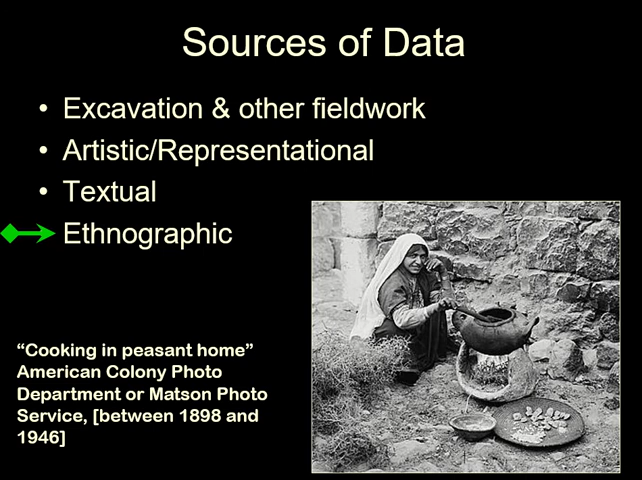 Sources of Data
• Excavation & other fieldwork
• Artistic/Representational
• Textual
• Ethnographic
“Cooking in peasant home”
American Colony Photo
Department or Matson Photo
Service, [between 1898 and
1946]